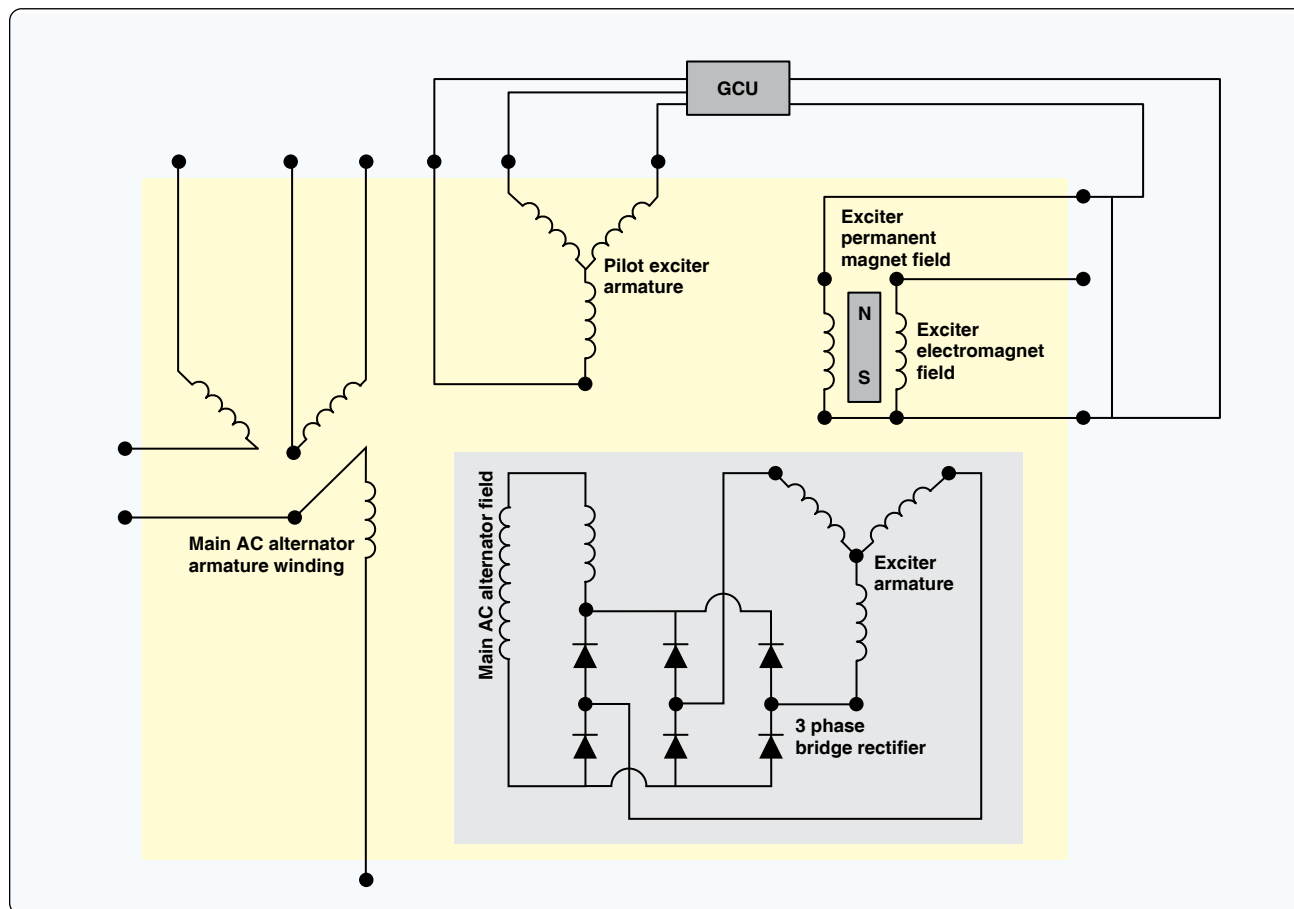 GCU
Exciter
permanent
magnet field
Pilot exciter
armature
N
S
Exciter
electromagnet
field
Main AC alternator
armature winding
Main AC alternator field
Exciter
armature
3 phase
bridge rectifier